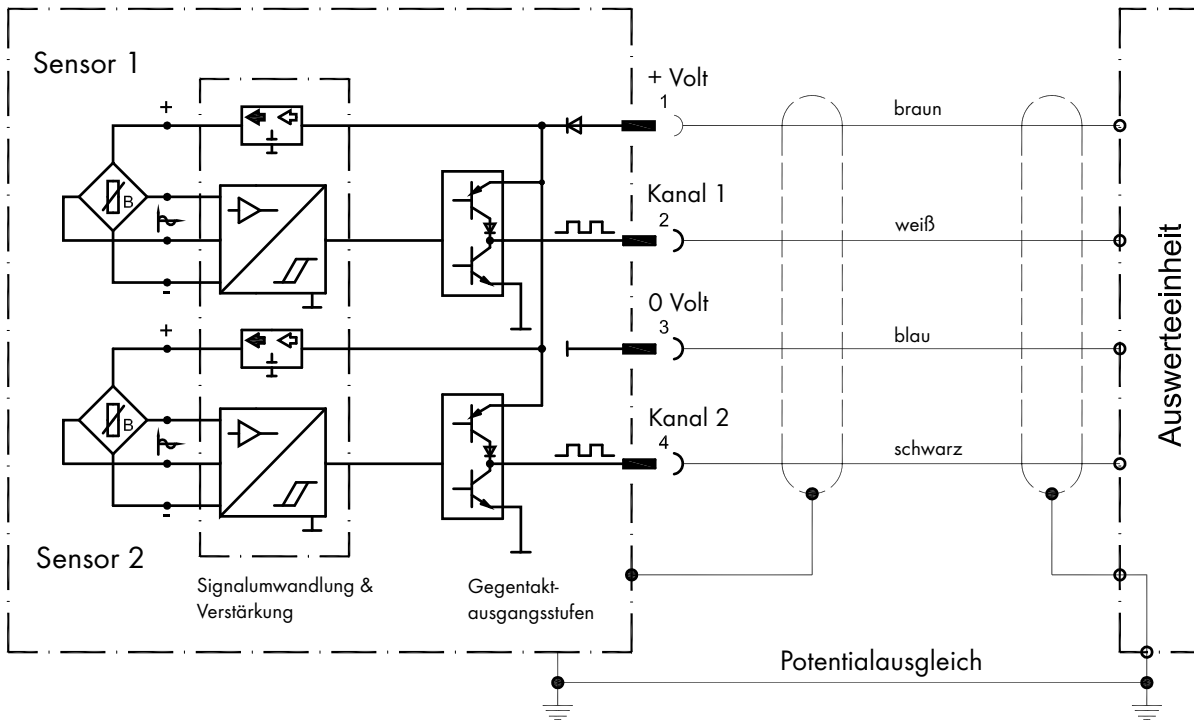 Sensor 1
+ Volt
1
braun
+
B
Kanal 1
2
weiß
-
0 Volt
3
blau
+
B
Kanal 2
4
schwarz
-
Sensor 2
Signalumwandlung &
Verstärkung
Gegentakt-
ausgangsstufen
Potentialausgleich
Auswerteeinheit